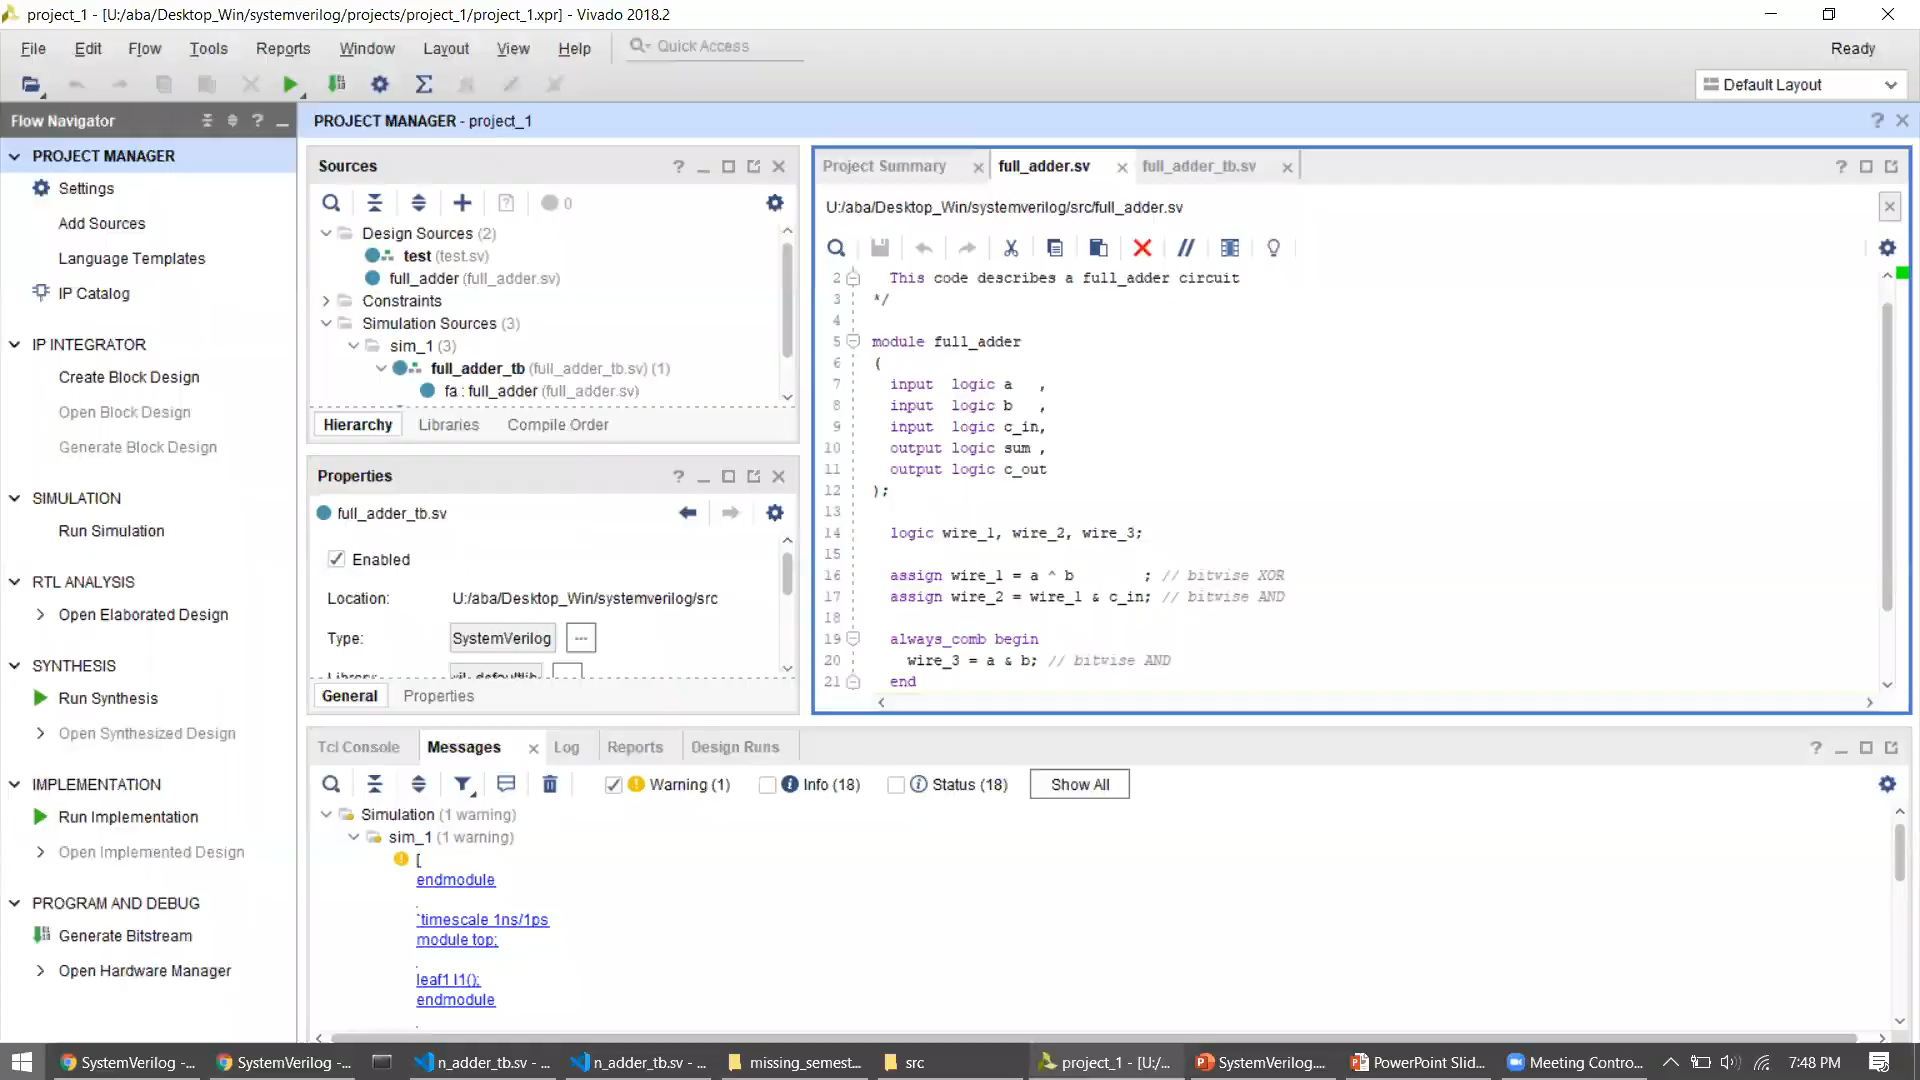 project_1 - [U:/aba/Desktop_Win/systemverilog/projects/project_1/project_1.xpr] - Vivado 2018.2
File Edit Flow Tools Reports Window Layout View Help Quick Access Ready
Default Layout
Flow Navigator
PROJECT MANAGER
Settings
Add Sources
Language Templates
IP Catalog
IP INTEGRATOR
Create Block Design
Open Block Design
Generate Block Design
SIMULATION
Run Simulation
RTL ANALYSIS
Open Elaborated Design
SYNTHESIS
Run Synthesis
Open Synthesized Design
IMPLEMENTATION
Run Implementation
Open Implemented Design
PROGRAM AND DEBUG
Generate Bitstream
Open Hardware Manager
PROJECT MANAGER - project_1
Sources
0
Design Sources (2)
test (test.sv)
full_adder (full_adder.sv)
Constraints
Simulation Sources (3)
sim_1 (3)
full_adder_tb (full_adder_tb.sv) (1)
fa : full_adder (full_adder.sv)
Hierarchy Libraries Compile Order
Properties
full_adder_tb.sv
Enabled
Location: U:/aba/Desktop_Win/systemverilog/src
Type: SystemVerilog ...
General Properties
Project Summary full_adder.sv full_adder_tb.sv
U:/aba/Desktop_Win/systemverilog/src/full_adder.sv
2 This code describes a full_adder circuit
3 */
4
5 module full_adder
6 (
7 input logic a ,
8 input logic b ,
9 input logic c_in,
10 output logic sum ,
11 output logic c_out
12 );
13
14 logic wire_1, wire_2, wire_3;
15
16 assign wire_1 = a ^ b ; // bitwise XOR
17 assign wire_2 = wire_1 & c_in; // bitwise AND
18
19 always_comb begin
20 wire_3 = a & b; // bitwise AND
21 end
Tcl Console Messages Log Reports Design Runs
Warning (1) Info (18) Status (18) Show All
Simulation (1 warning)
sim_1 (1 warning)
[
endmodule
.
`timescale 1ns/1ps
module top;
.
leaf1 l1();
endmodule
.
SystemVerilog -... SystemVerilog -... n_adder_tb.sv - ... n_adder_tb.sv - ... missing_semest... src project_1 - [U:/... SystemVerilog.... PowerPoint Slid... Meeting Contro... 7:48 PM